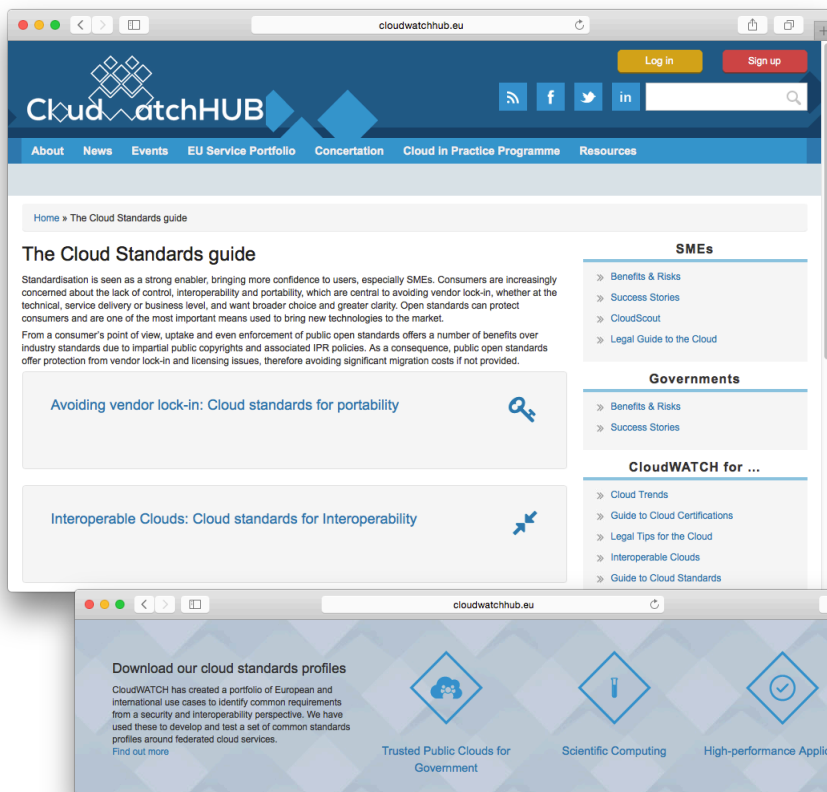 cloudwatchhub.eu
Log in
Sign up
CloudWatchHUB
f
in
About News Events EU Service Portfolio Concertation Cloud in Practice Programme Resources
Home » The Cloud Standards guide
The Cloud Standards guide
Standardisation is seen as a strong enabler, bringing more confidence to users, especially SMEs. Consumers are increasingly
concerned about the lack of control, interoperability and portability, which are central to avoiding vendor lock-in, whether at the
technical, service delivery or business level, and want broader choice and greater clarity. Open standards can protect
consumers and are one of the most important means used to bring new technologies to the market.
From a consumer's point of view, uptake and even enforcement of public open standards offers a number of benefits over
industry standards due to impartial public copyrights and associated IPR policies. As a consequence, public open standards
offer protection from vendor lock-in and licensing issues, therefore avoiding significant migration costs if not provided.
Avoiding vendor lock-in: Cloud standards for portability
Interoperable Clouds: Cloud standards for Interoperability
SMEs
» Benefits & Risks
» Success Stories
» CloudScout
» Legal Guide to the Cloud
Governments
» Benefits & Risks
» Success Stories
CloudWATCH for ...
» Cloud Trends
» Guide to Cloud Certifications
» Legal Tips for the Cloud
» Interoperable Clouds
» Guide to Cloud Standards
cloudwatchhub.eu
Download our cloud standards profiles
CloudWATCH has created a portfolio of European and
international use cases to identify common requirements
from a security and interoperability perspective. We have
used these to develop and test a set of common standards
profiles around federated cloud services.
Find out more
Trusted Public Clouds for
Government
Scientific Computing
High-performance Applic